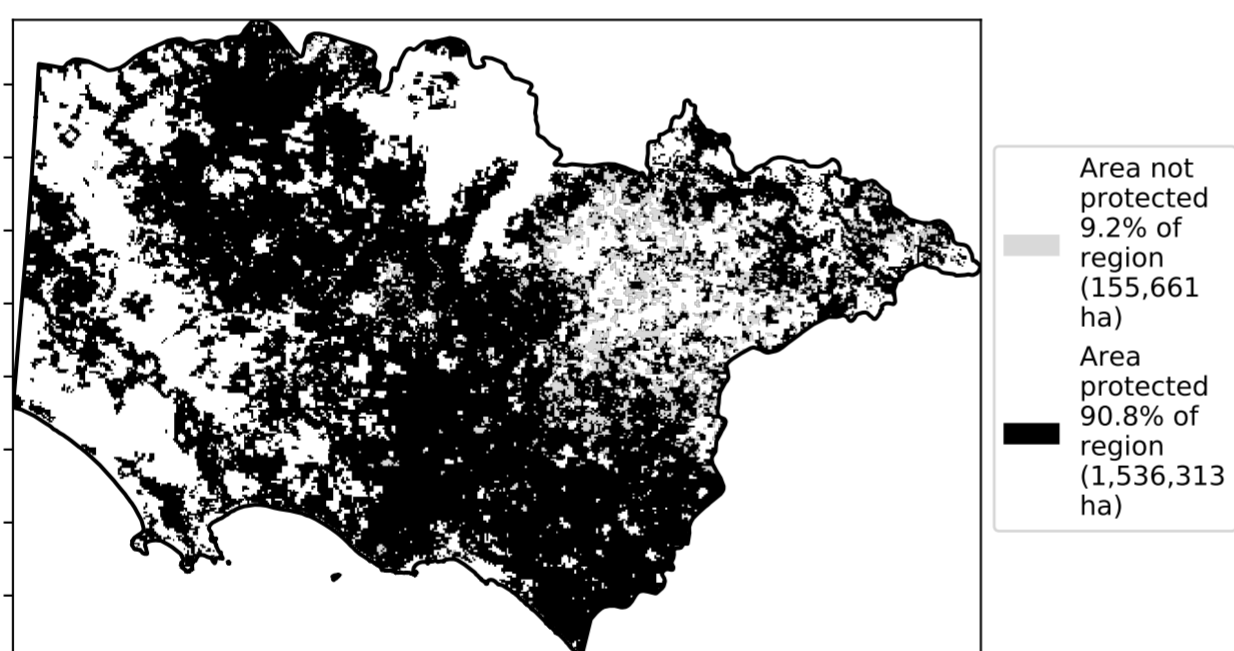 Area not
protected
9.2% of
region
(155,661
ha)
Area
protected
90.8% of
region
(1,536,313
ha)